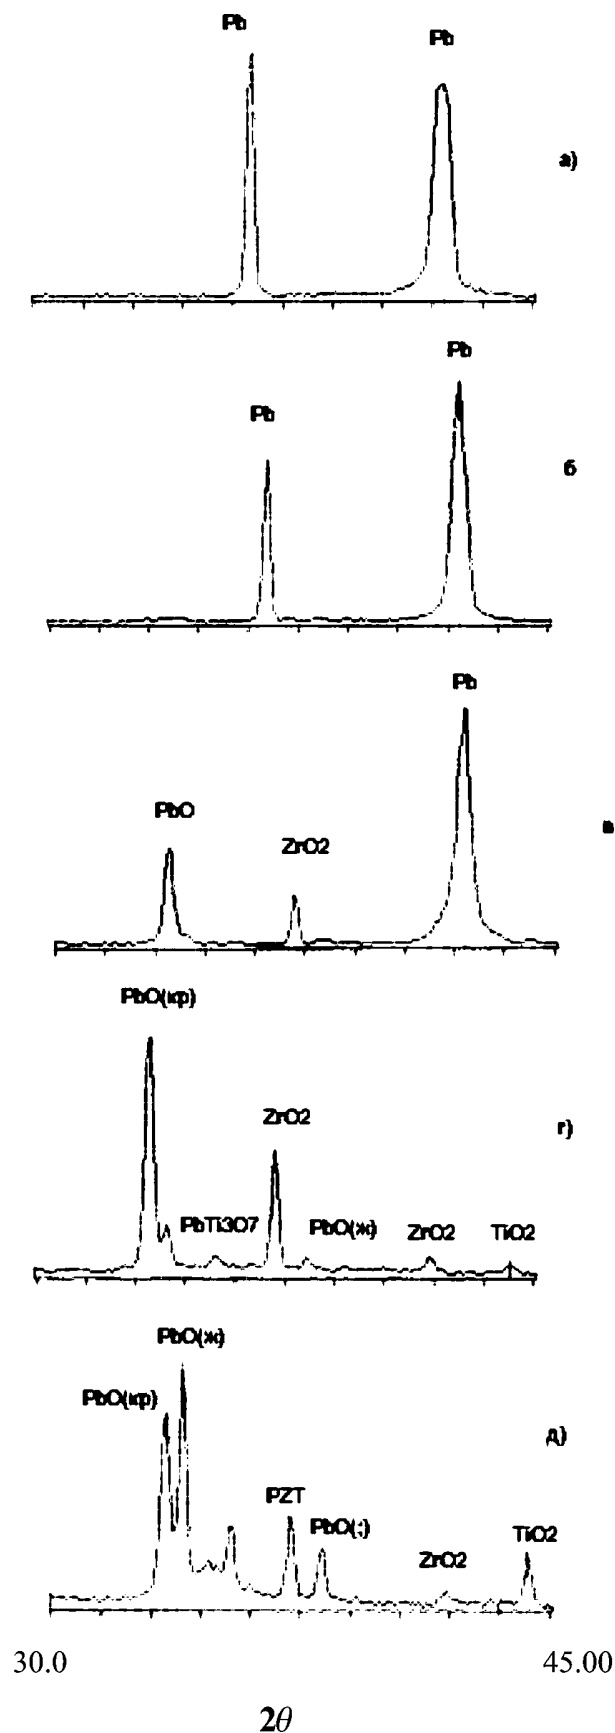 Pb
Pb
а)
Pb
Pb
б
Pb
PbO
ZrO2
в
PbO(кр)
ZrO2
г)
PbTi3O7
PbO(ж)
ZrO2
TiO2
PbO(ж)
PbO(кр)
д)
PZT
PbO(;)
TiO2
ZrO2
30.0
45.00
2θ